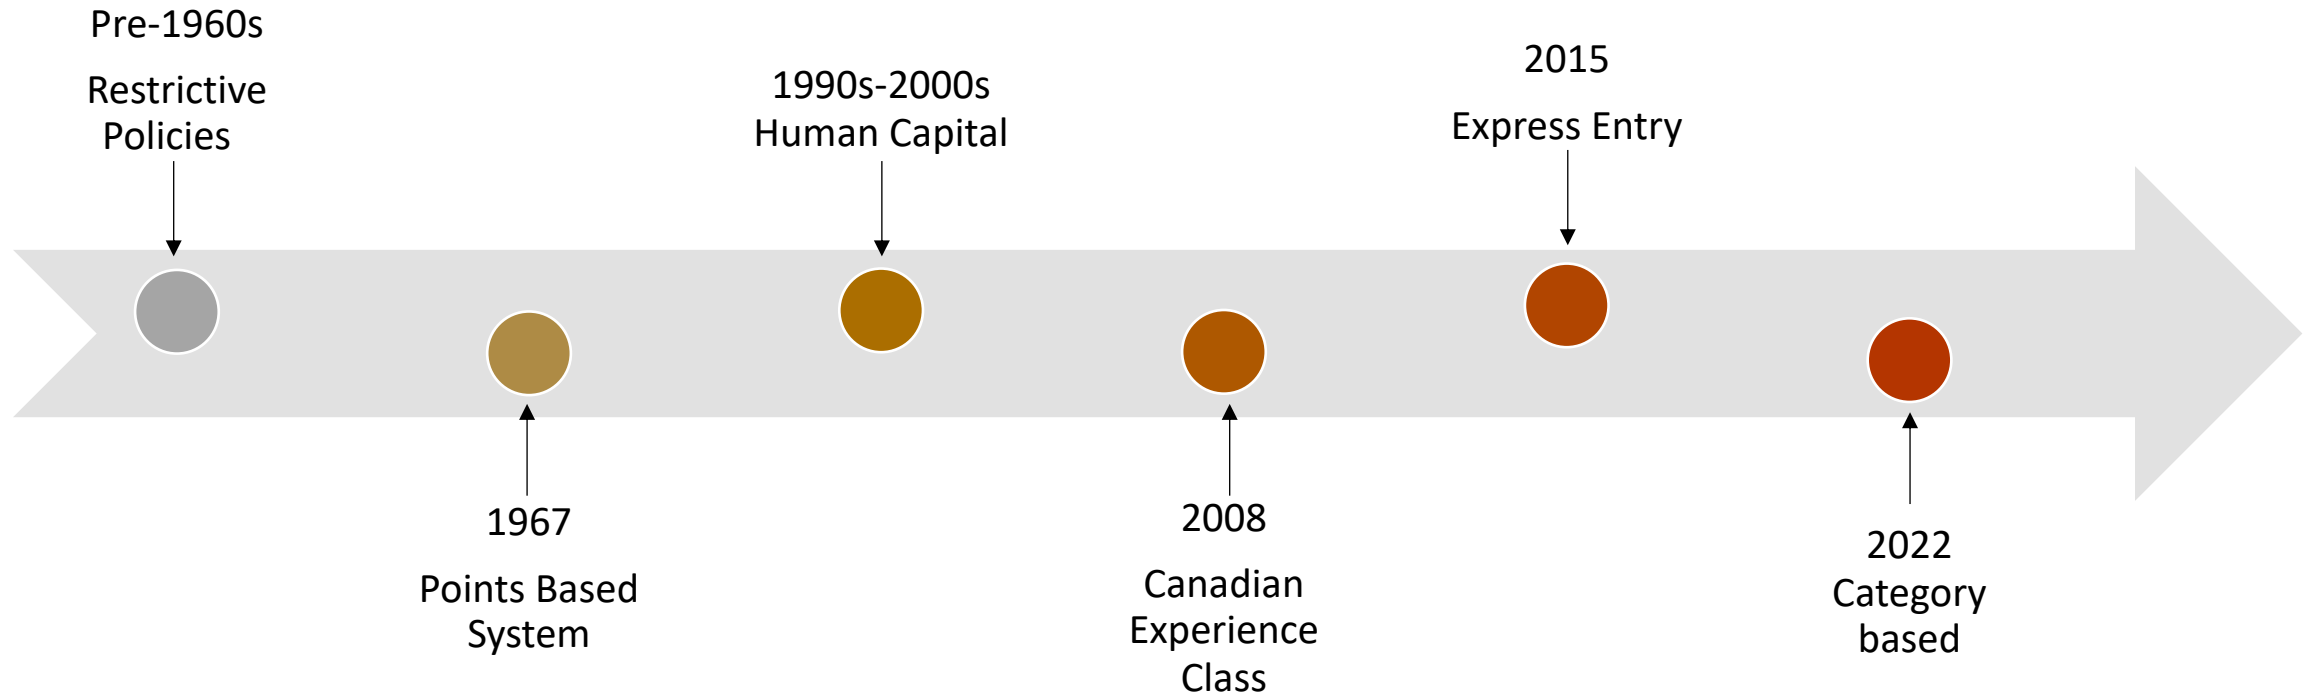 Pre-1960s
Restrictive
Policies
1967
Points Based
System
1990s-2000s
Human Capital
2008
Canadian
Experience
Class
2015
Express Entry
2022
Category
based